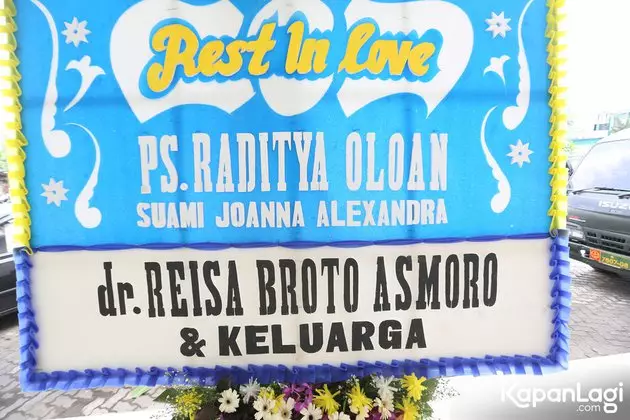 Rest In Love
PS. RADITYA OLOAN
SUAMI JOANNA ALEXANDRA
dr. REISA BROTO ASMORO
& KELUARGA
KapanLagi
.com